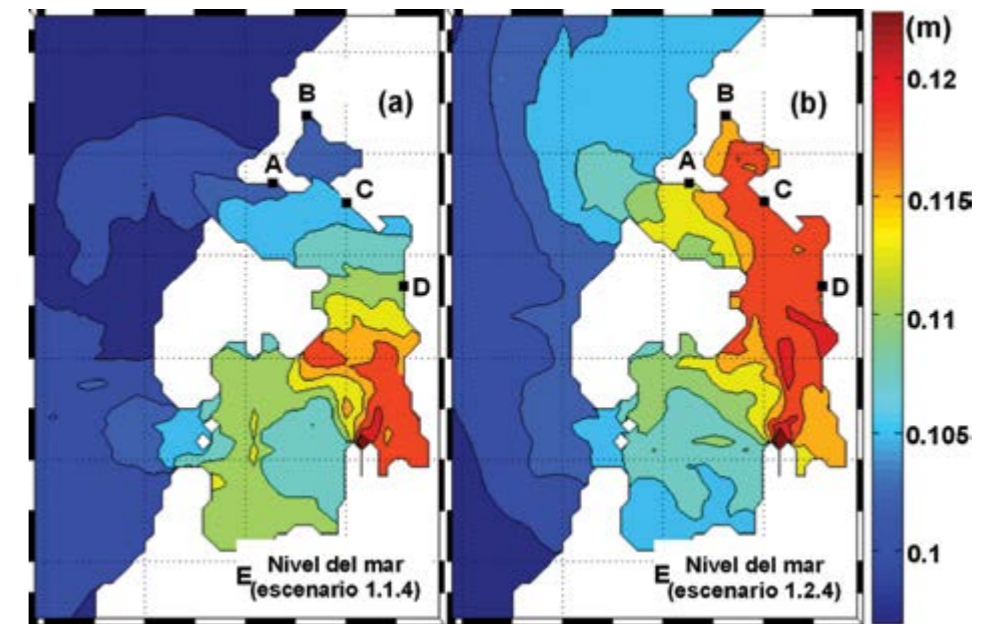 (a)
B
A
C
D
E
Nivel del mar
(escenario 1.1.4)
(b)
B
A
C
D
E
Nivel del mar
(escenario 1.2.4)
(m)
0.12
0.115
0.11
0.105
0.1